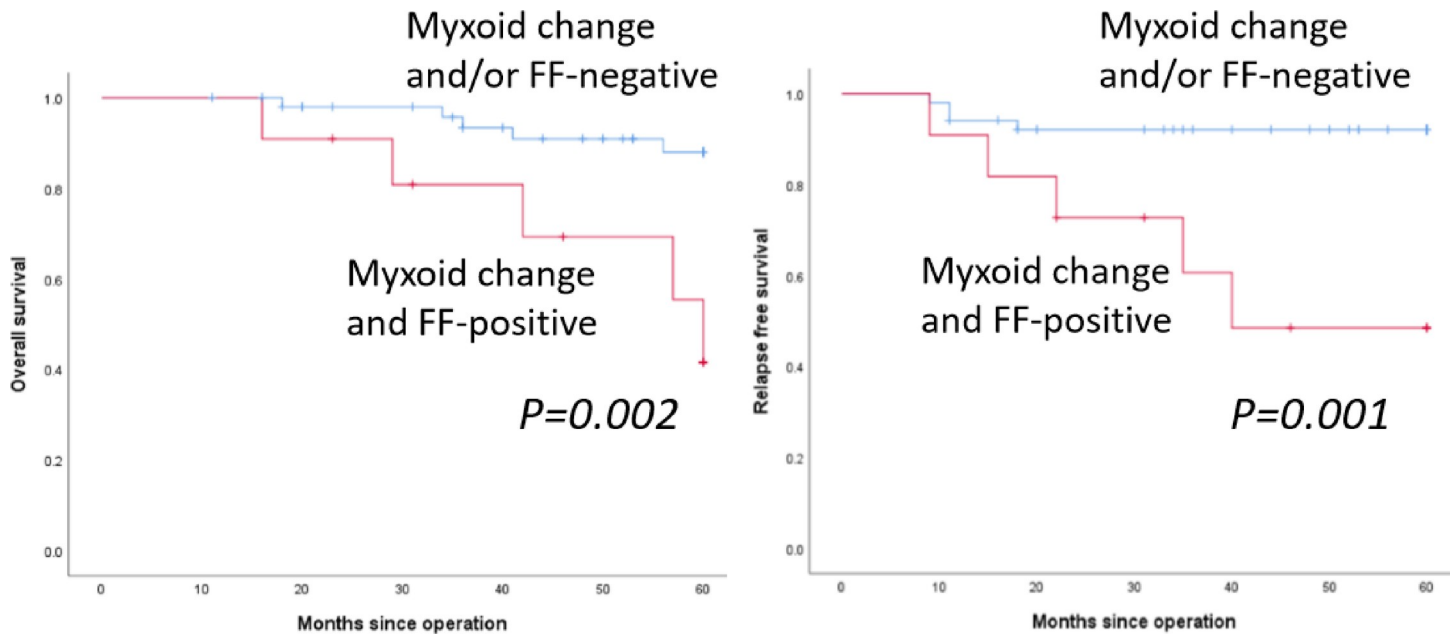 Myxoid change
and/or FF-negative
Myxoid change
and FF-positive
P=0.002
Overall survival
1.0
0.8
0.6
0.4
0.2
0.0
0 10 20 30 40 50 60
Months since operation
Myxoid change
and/or FF-negative
Myxoid change
and FF-positive
P=0.001
Relapse free survival
1.0
0.8
0.6
0.4
0.2
0.0
0 10 20 30 40 50 60
Months since operation